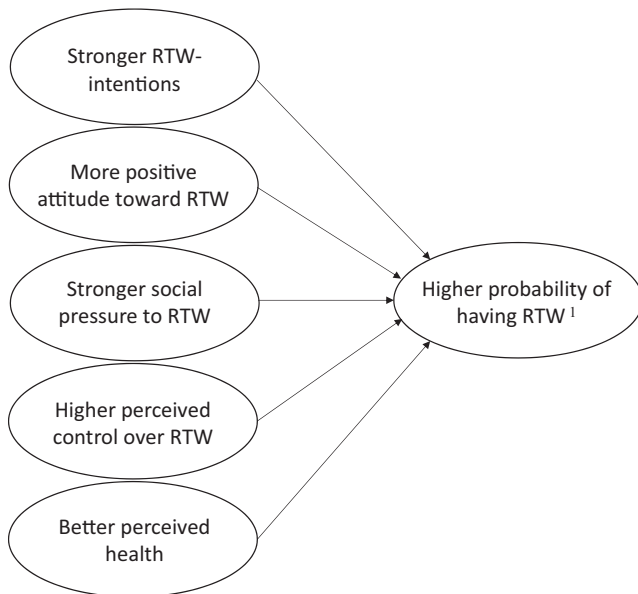 Stronger RTW-
intentions
More positive
attitude toward RTW
Stronger social
pressure to RTW
Higher perceived
control over RTW
Better perceived
health
Higher probability of
having RTW ¹